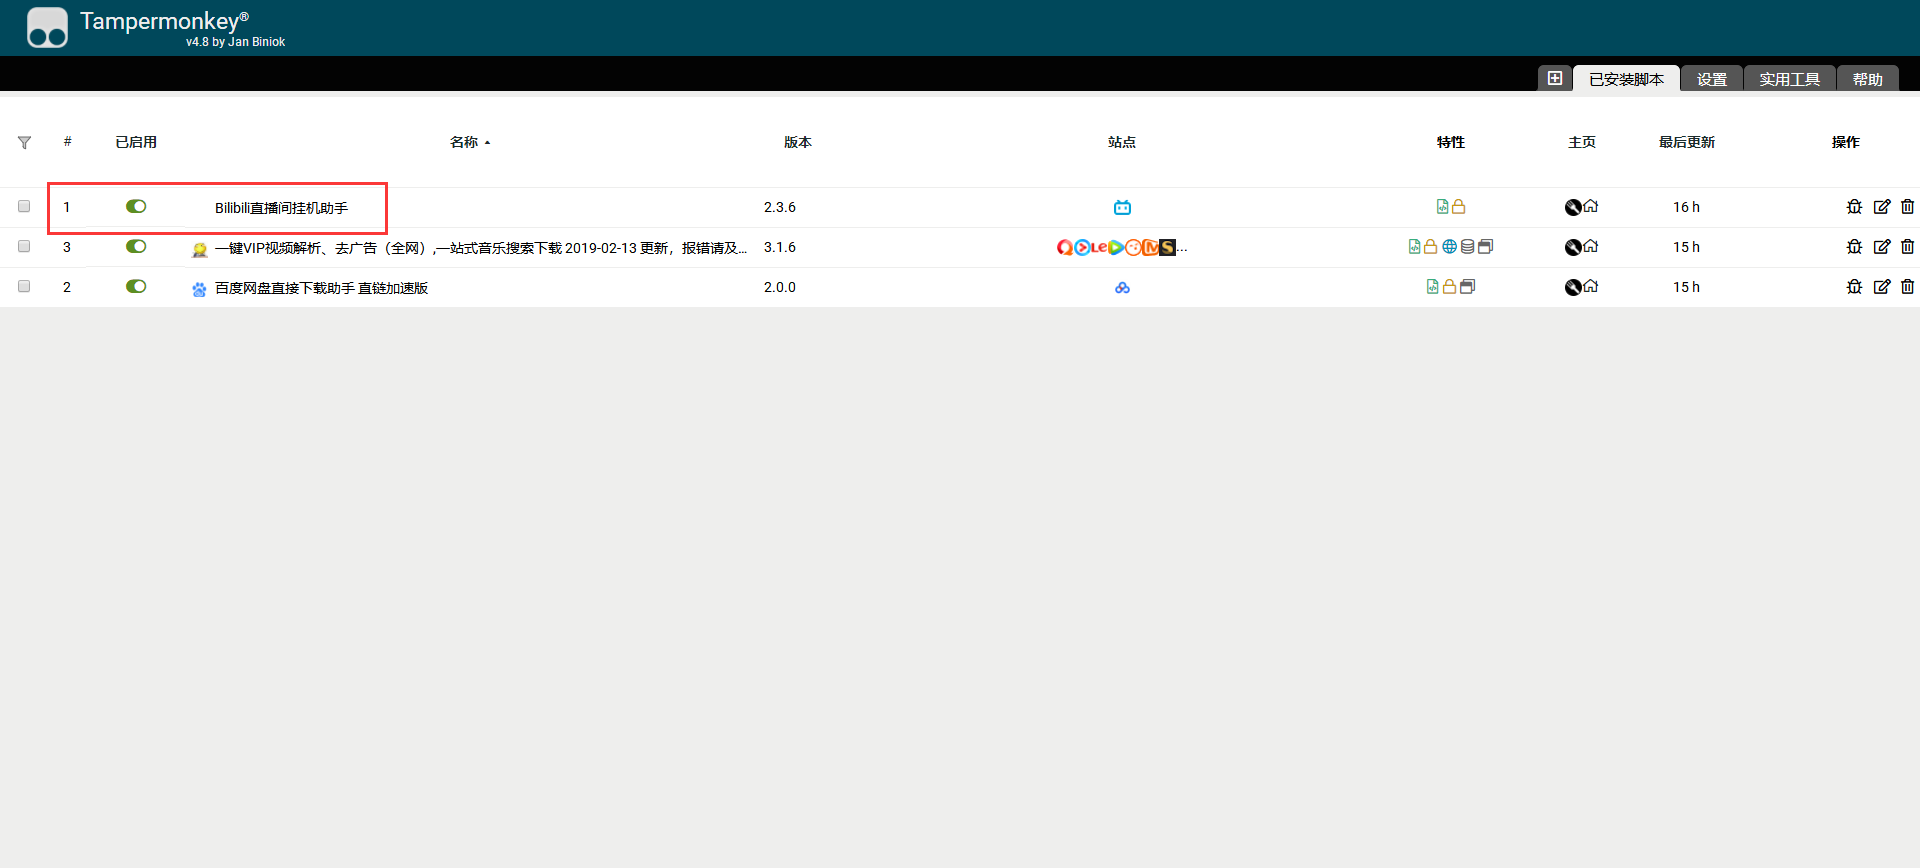 Tampermonkey®
v4.8 by Jan Biniok
已安装脚本 设置 实用工具 帮助
# 已启用 名称 版本 站点 特性 主页 最后更新 操作
1 Bilibili直播间挂机助手 2.3.6 16 h
3 一键VIP视频解析、去广告（全网）,一站式音乐搜索下载 2019-02-13 更新，报错请及... 3.1.6 ... 15 h
2 百度网盘直接下载助手 直链加速版 2.0.0 15 h